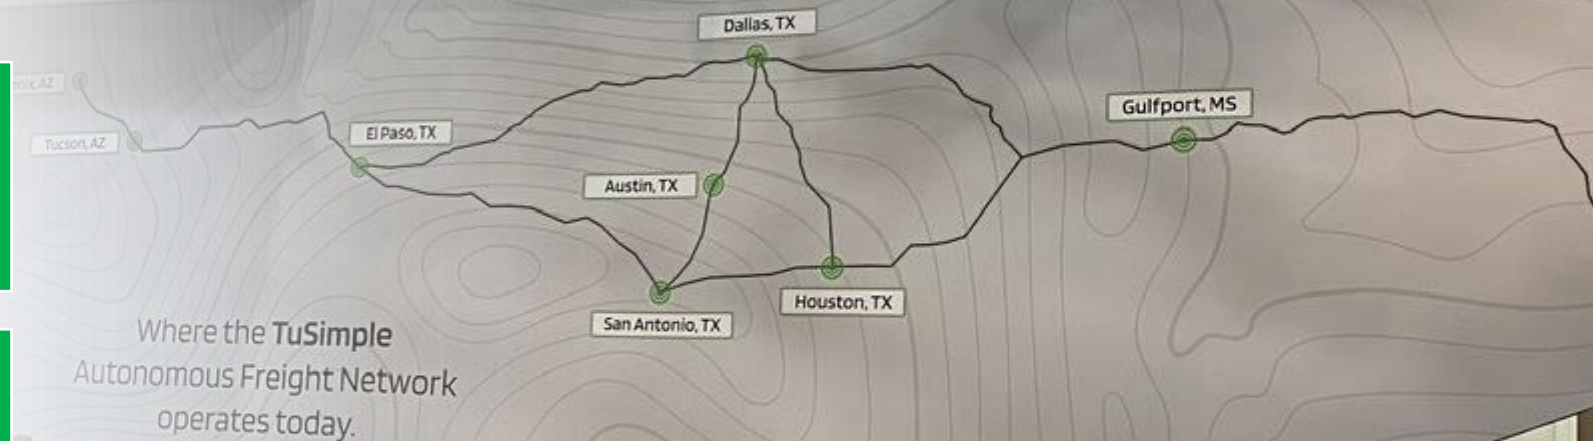 Dallas, TX
Gulfport, MS
El Paso, TX
Tucson, AZ
Austin, TX
San Antonio, TX
Houston, TX
Where the TuSimple
Autonomous Freight Network
operates today.